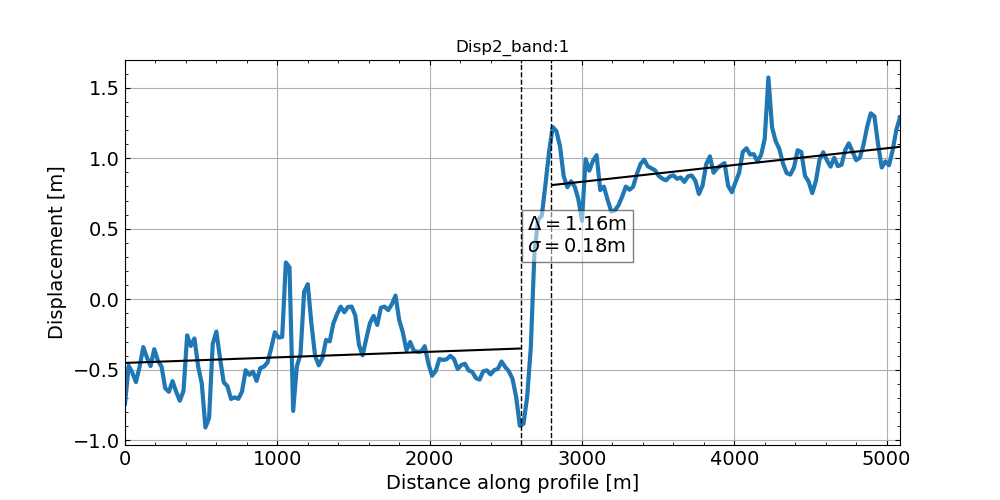 Disp2_band:1
Displacement [m]
1.5
1.0
0.5
0.0
−0.5
−1.0
Δ = 1.16m
σ = 0.18m
0 1000 2000 3000 4000 5000
Distance along profile [m]